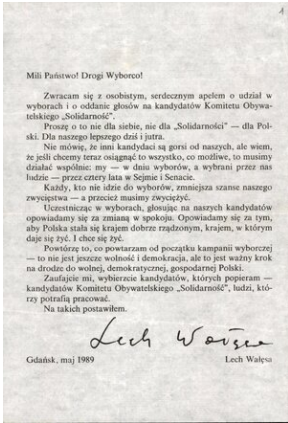 1
Mili Państwo! Drogi Wyborco!
Zwracam się z osobistym, serdecznym apelem o udział w
wyborach i o oddanie głosów na kandydatów Komitetu Obywa-
telskiego „Solidarność”.
Proszę o to nie dla siebie, nie dla „Solidarności” — dla Pol-
ski. Dla naszego lepszego dziś i jutra.
Nie mówię, że inni kandydaci są gorsi od naszych, ale wiem,
że jeśli chcemy teraz osiągnąć to wszystko, co możliwe, to musimy
działać wspólnie: my — w dniu wyborów, a wybrani przez nas
ludzie — przez cztery lata w Sejmie i Senacie.
Każdy, kto nie idzie do wyborów, zmniejsza szanse naszego
zwycięstwa — a przecież musimy zwyciężyć.
Uczestnicząc w wyborach, głosując na naszych kandydatów
opowiadamy się za zmianą w spokoju. Opowiadamy się za tym,
aby Polska stała się krajem dobrze rządzonym, krajem, w którym
daje się żyć. I chce się żyć.
Powtórzę to, co powtarzam od początku kampanii wyborczej
— to nie jest jeszcze wolność i demokracja, ale to jest ważny krok
na drodze do wolnej, demokratycznej, gospodarnej Polski.
Zaufajcie mi, wybierzcie kandydatów, których popieram —
kandydatów Komitetu Obywatelskiego „Solidarność”, ludzi, któ-
rzy potrafią pracować.
Na takich postawiłem.
Lech Wałęsa
Gdańsk, maj 1989 Lech Wałęsa